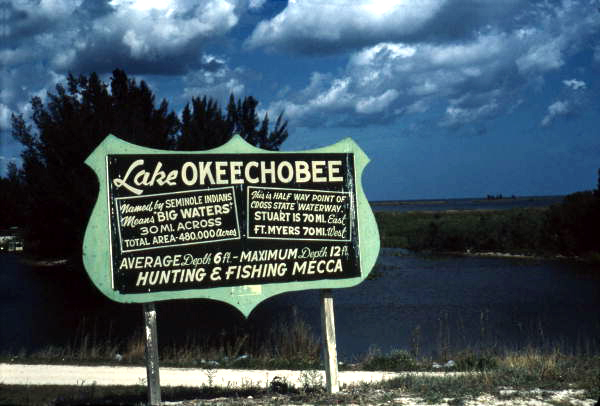 Lake OKEECHOBEE
Named by SEMINOLE INDIANS
Means "BIG WATERS"
30 MI. ACROSS
TOTAL AREA-480,000 Acres
This is HALF WAY POINT OF
CROSS STATE WATERWAY.
STUART IS 70 MI. East
FT. MYERS 70 MI. West
AVERAGE Depth 6 ft - MAXIMUM Depth 12 ft.
HUNTING & FISHING MECCA